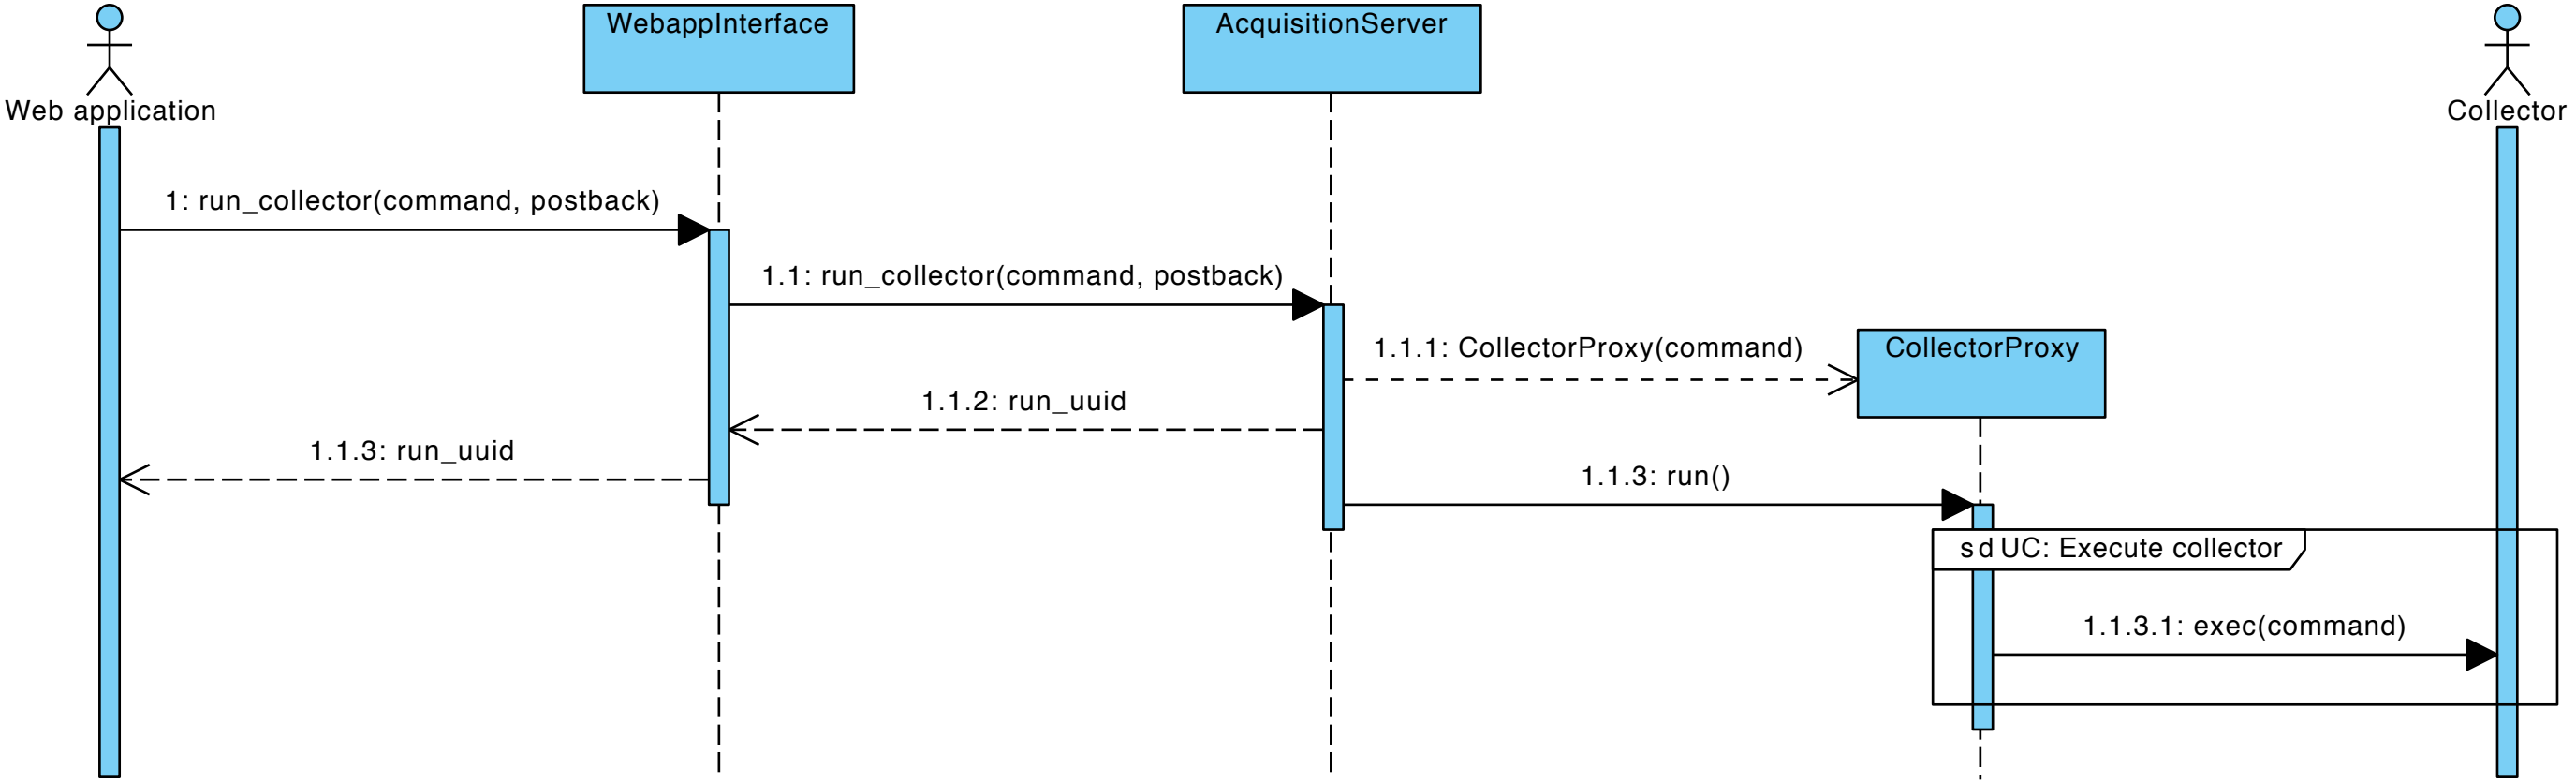 WebappInterface
AcquisitionServer
Web application
Collector
1: run_collector(command, postback)
1.1: run_collector(command, postback)
1.1.1: CollectorProxy(command)
CollectorProxy
1.1.2: run_uuid
1.1.3: run_uuid
1.1.3: run()
sd UC: Execute collector
1.1.3.1: exec(command)